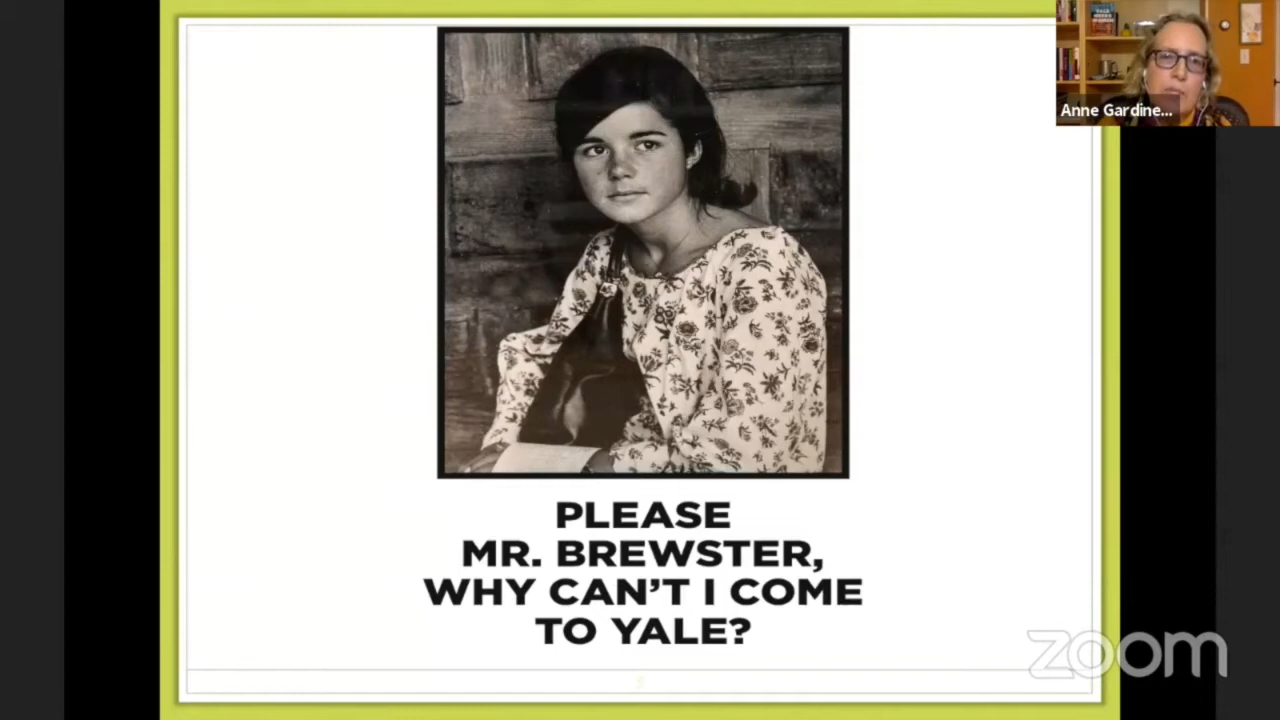 Anne Gardine...
PLEASE
MR. BREWSTER,
WHY CAN'T I COME
TO YALE?
zoom